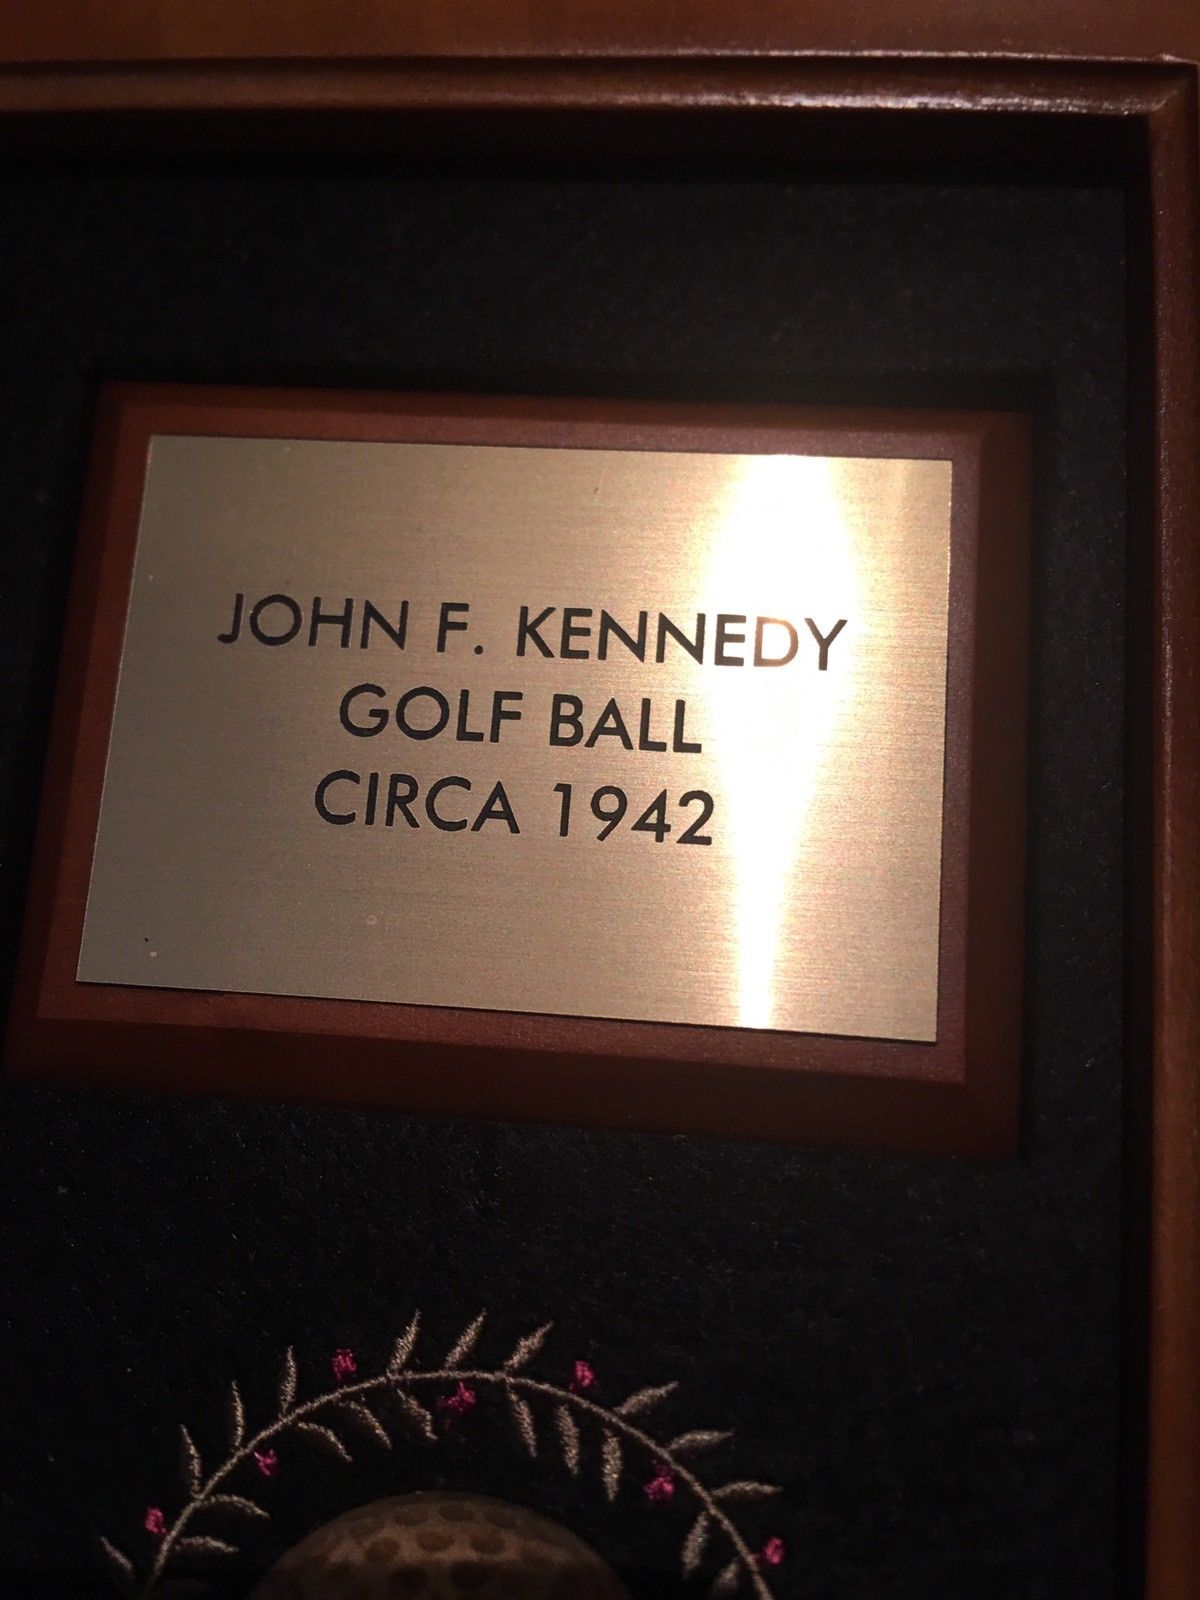 JOHN F. KENNEDY
GOLF BALL
CIRCA 1942